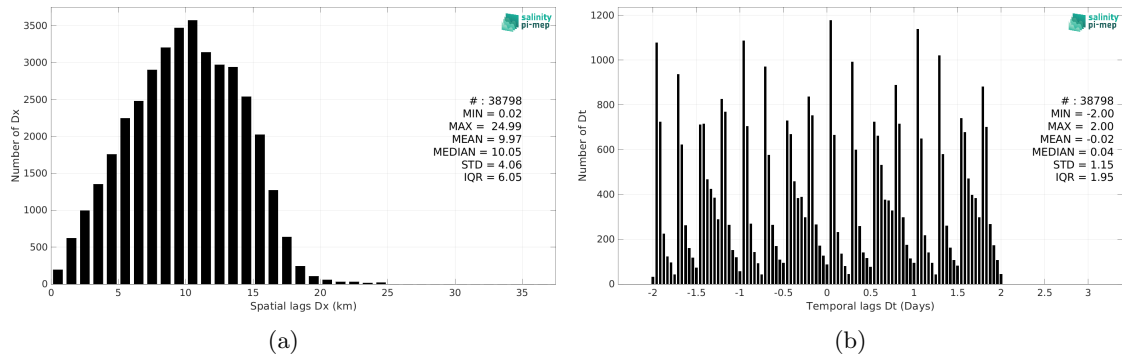 3500
3000
2500
2000
1500
1000
500
0
Number of Dx
0 5 10 15 20 25 30 35
Spatial lags Dx (km)
salinity
pi-mep
# : 38798
MIN = 0.02
MAX = 24.99
MEAN = 9.97
MEDIAN = 10.05
STD = 4.06
IQR = 6.05
(a)
1200
1000
800
600
400
200
0
Number of Dt
-2 -1.5 -1 -0.5 0 0.5 1 1.5 2 2.5 3
Temporal lags Dt (Days)
salinity
pi-mep
# : 38798
MIN = -2.00
MAX = 2.00
MEAN = -0.02
MEDIAN = 0.04
STD = 1.15
IQR = 1.95
(b)